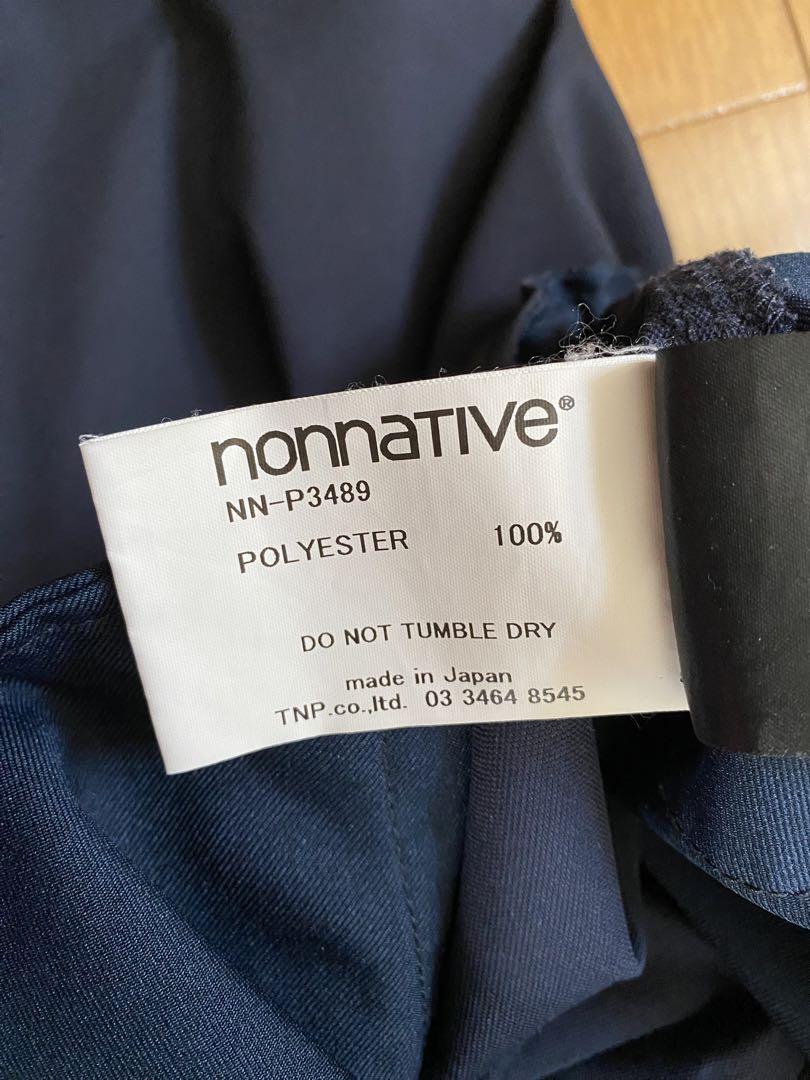 nonnative®
NN-P3489
POLYESTER 100%
DO NOT TUMBLE DRY
made in Japan
TNP.co.,ltd. 03 3464 8545